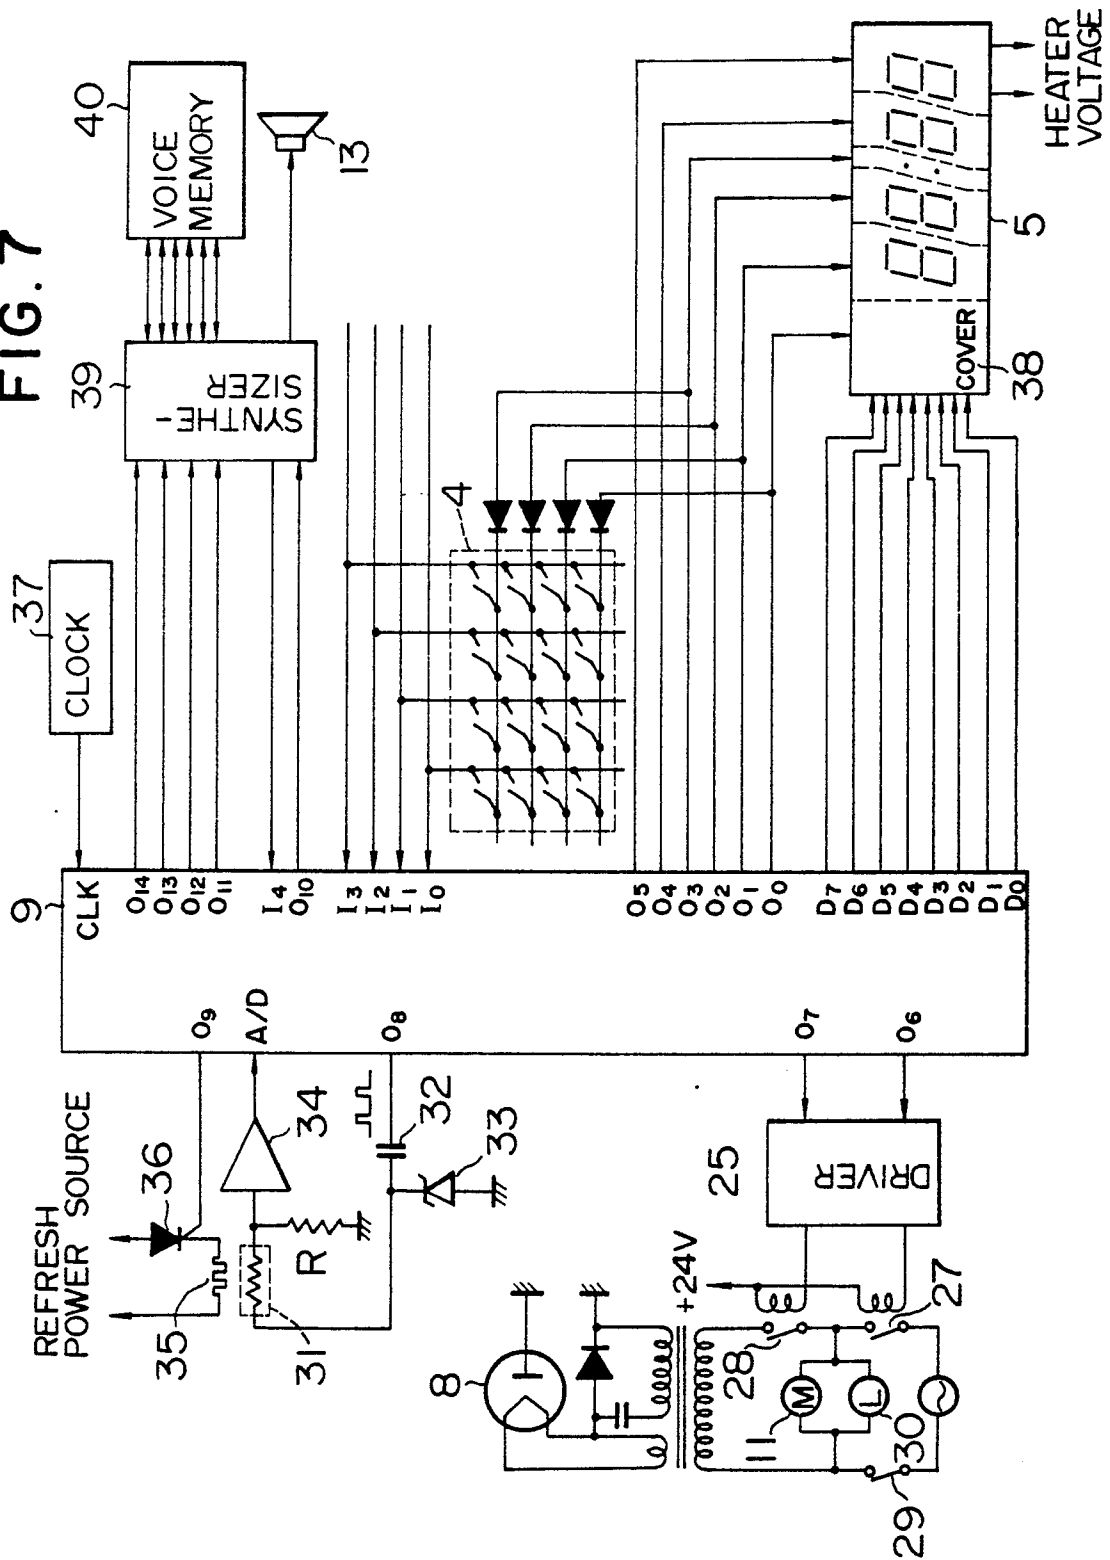 FIG. 7
40
VOICE
MEMORY
13
39
SYNTHE-
SIZER
37
CLOCK
4
9
CLK
O14
O13
O12
O11
I4
O10
I3
I2
I1
I0
O5
O4
O3
O2
O1
O0
D7
D6
D5
D4
D3
D2
D1
D0
O9
A/D
O8
O7
O6
HEATER
VOLTAGE
5
COVER
38
REFRESH
POWER SOURCE
36
35
34
R
31
32
33
25
DRIVER
+24V
8
28
27
M
11
L
30
29